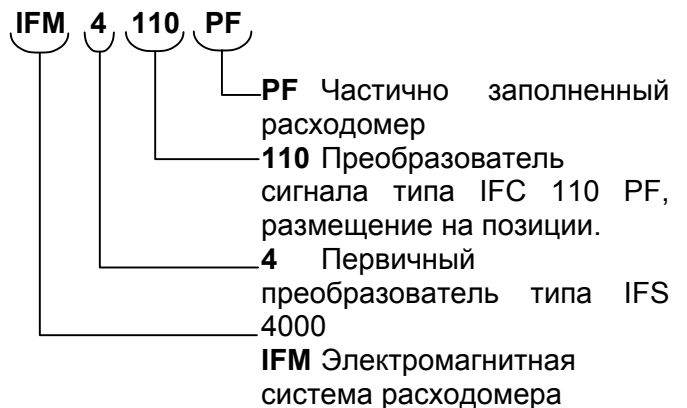 IFM 4 110 PF
PF Частично заполненный
расходомер
110 Преобразователь
сигнала типа IFC 110 PF,
размещение на позиции.
4 Первичный
преобразователь типа IFS
4000
IFM Электромагнитная
система расходомера